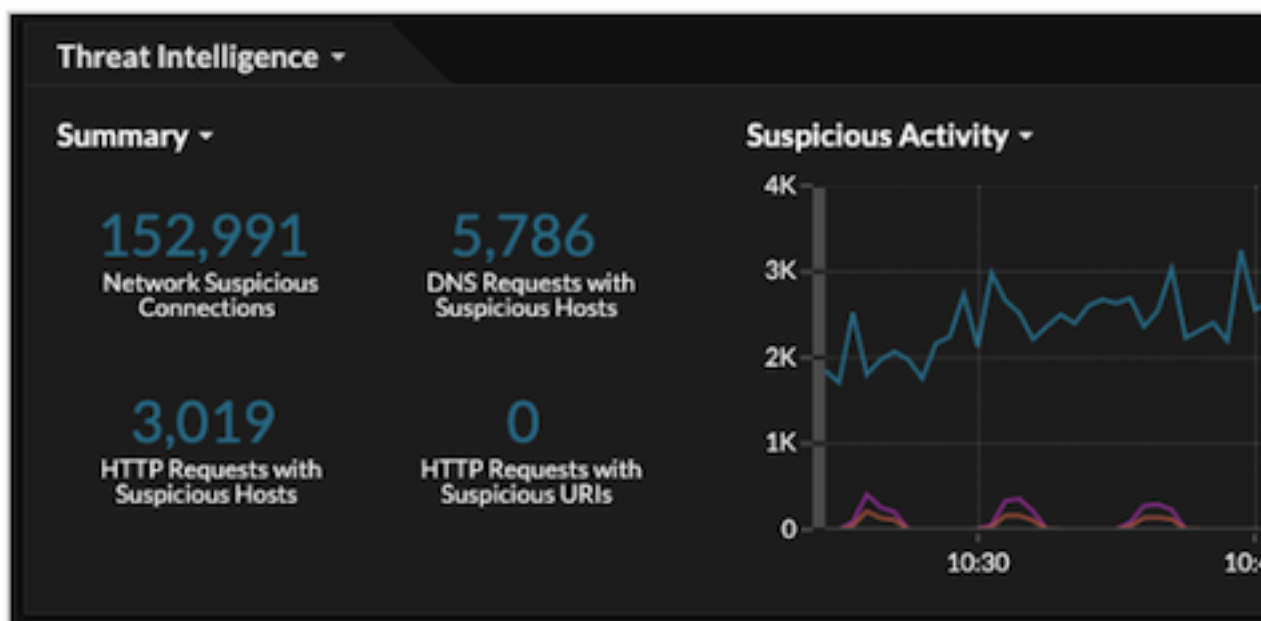 Threat Intelligence
Summary
152,991
Network Suspicious
Connections
5,786
DNS Requests with
Suspicious Hosts
3,019
HTTP Requests with
Suspicious Hosts
0
HTTP Requests with
Suspicious URIs
Suspicious Activity
4K
3K
2K
1K
0
10:30